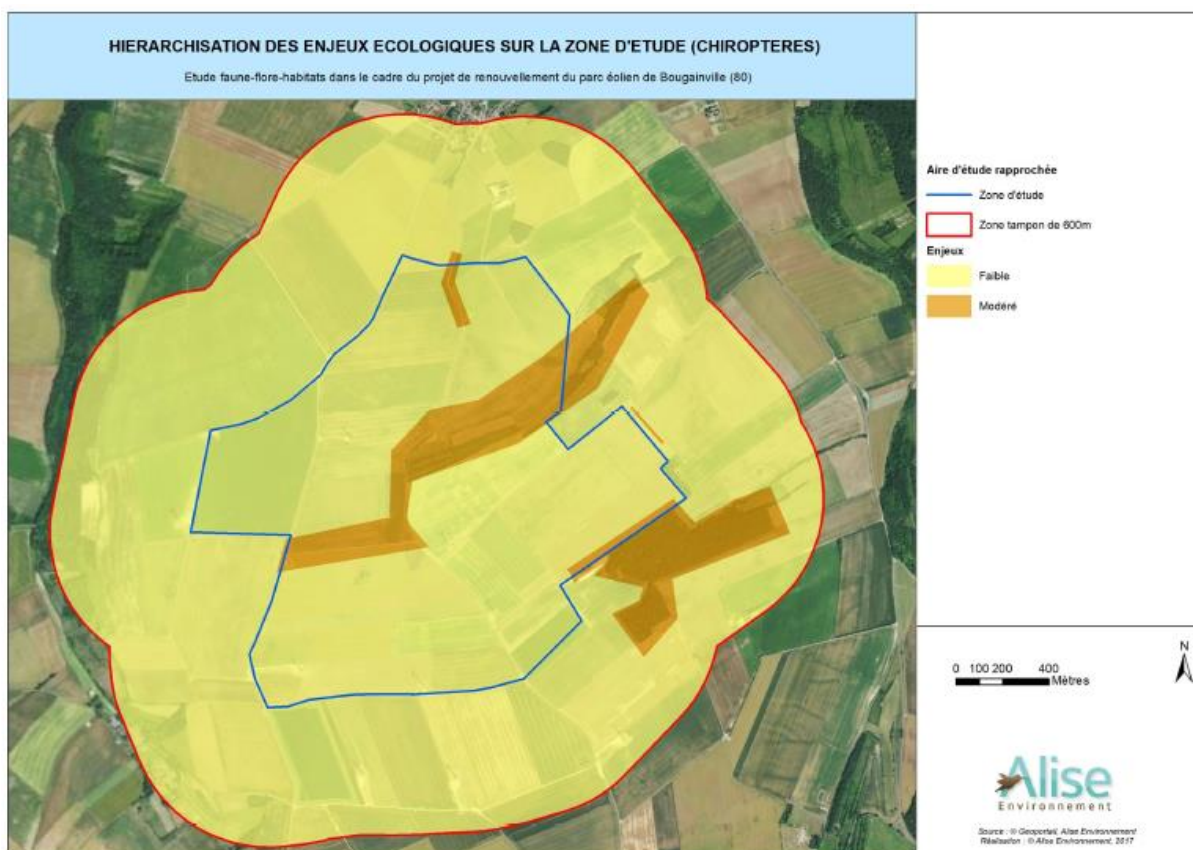 HIERARCHISATION DES ENJEUX ECOLOGIQUES SUR LA ZONE D'ETUDE (CHIROPTERES)
Etude faune-flore-habitats dans le cadre du projet de renouvellement du parc éolien de Bougainville (80)
Aire d'étude rapprochée
Zone d'étude
Zone tampon de 600m
Enjeux
Faible
Modéré
N
0 100 200 400
Mètres
Alise
Environnement
Source : © Geoportail, Alise Environnement
Réalisation : © Alise Environnement, 2017